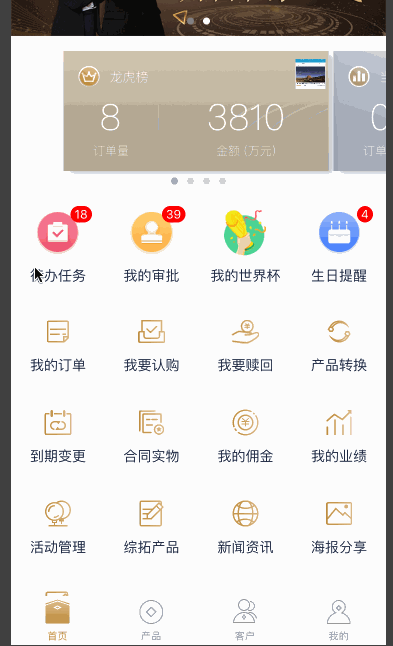 龙虎榜
8
3810
0
订单量
金额 (万元)
订单
18
39
4
待办任务
我的审批
我的世界杯
生日提醒
我的订单
我要认购
我要赎回
产品转换
到期变更
合同实物
我的佣金
我的业绩
活动管理
综拓产品
新闻资讯
海报分享
首页
产品
客户
我的